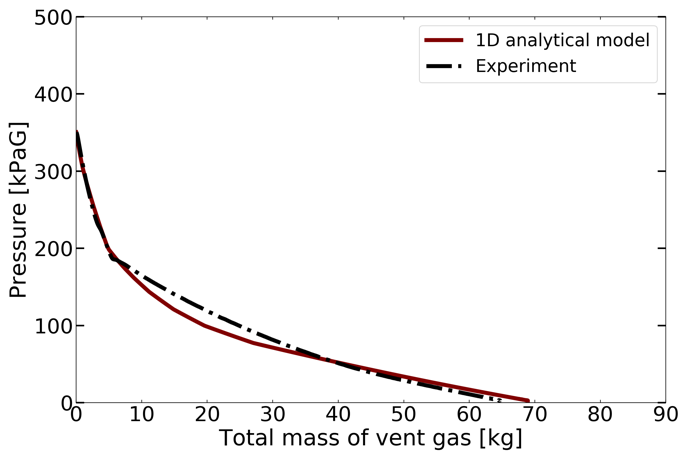 500
400
300
200
100
0
Pressure [kPaG]
1D analytical model
Experiment
0 10 20 30 40 50 60 70 80 90
Total mass of vent gas [kg]